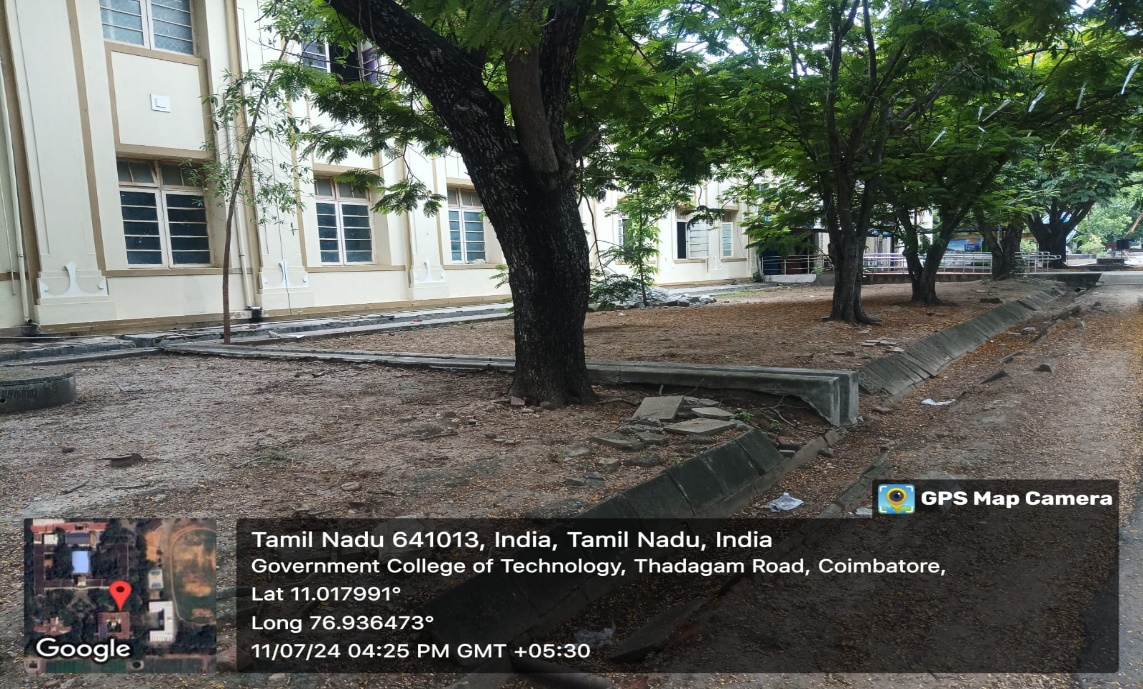 GPS Map Camera
Tamil Nadu 641013, India, Tamil Nadu, India
Government College of Technology, Thadagam Road, Coimbatore,
Lat 11.017991°
Long 76.936473°
11/07/24 04:25 PM GMT +05:30
Google